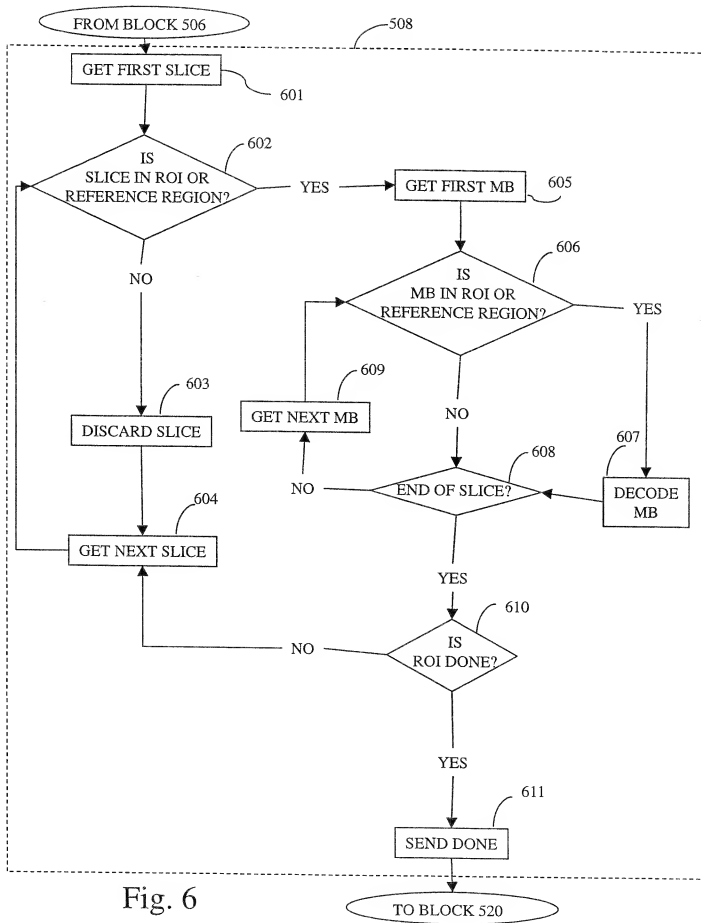 FROM BLOCK 506
508
GET FIRST SLICE
601
IS
SLICE IN ROI OR
REFERENCE REGION?
602
YES
GET FIRST MB
605
NO
IS
MB IN ROI OR
REFERENCE REGION?
606
YES
603
DISCARD SLICE
609
GET NEXT MB
NO
607
DECODE
MB
608
END OF SLICE?
NO
604
GET NEXT SLICE
YES
610
IS
ROI DONE?
NO
YES
611
SEND DONE
Fig. 6
TO BLOCK 520